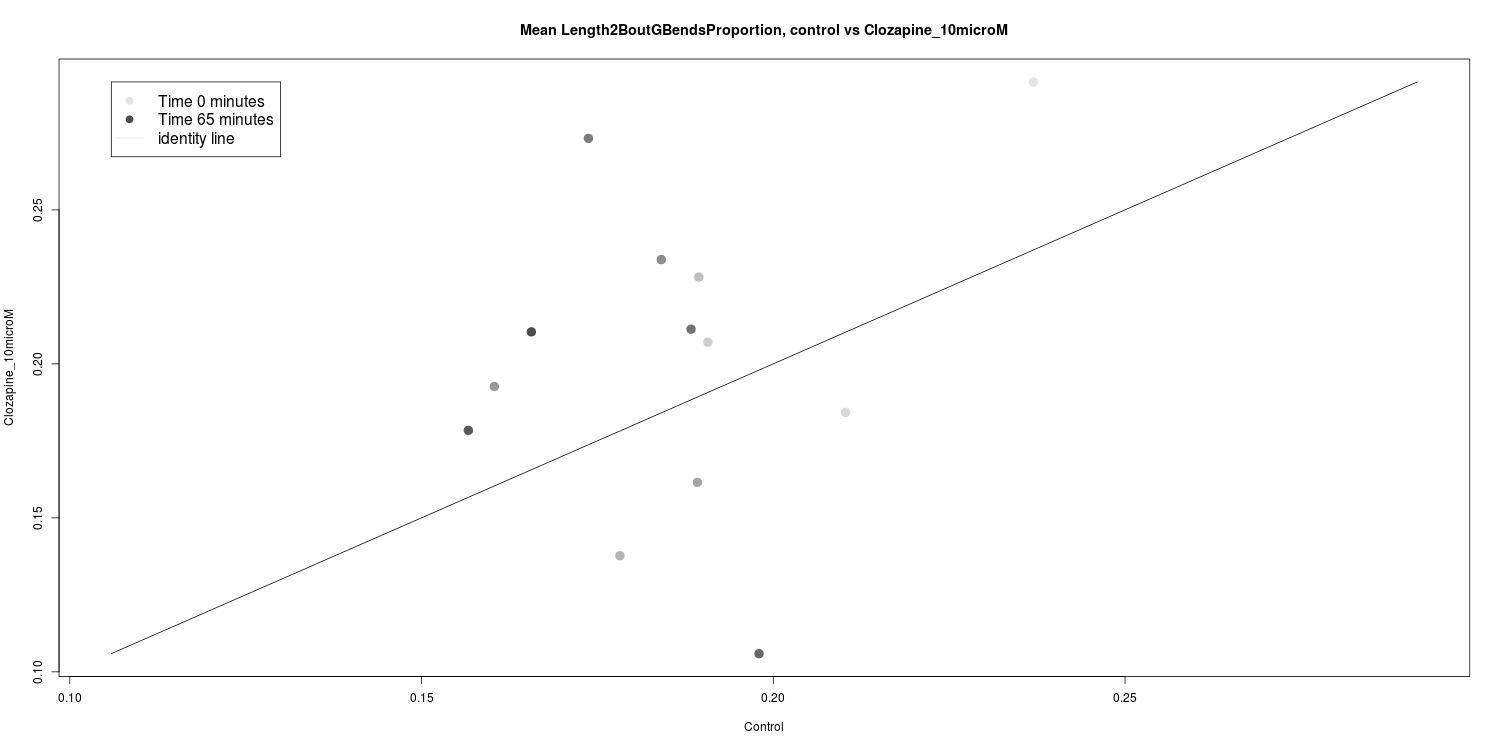 Mean Length2BoutGBendsProportion, control vs Clozapine_10microM
Time 0 minutes
Time 65 minutes
identity line
Clozapine_10microM
0.25
0.20
0.15
0.10
0.10 0.15 0.20 0.25
Control